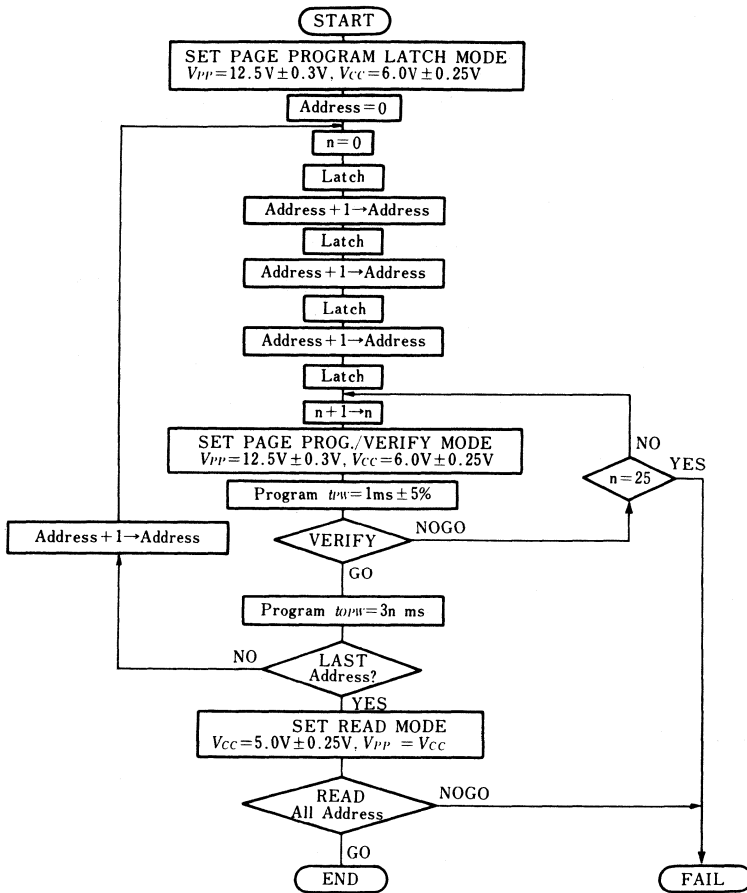 START
SET PAGE PROGRAM LATCH MODE
VPP=12.5V±0.3V, VCC=6.0V±0.25V
Address=0
n=0
Latch
Address+1→Address
Latch
Address+1→Address
Latch
Address+1→Address
Latch
n+1→n
SET PAGE PROG./VERIFY MODE
VPP=12.5V±0.3V, VCC=6.0V±0.25V
NO
YES
n=25
Program tPW=1ms±5%
Address+1→Address
VERIFY
NOGO
GO
Program tOPW=3n ms
NO
LAST
Address?
YES
SET READ MODE
VCC=5.0V±0.25V, VPP = VCC
READ
All Address
NOGO
GO
END
FAIL